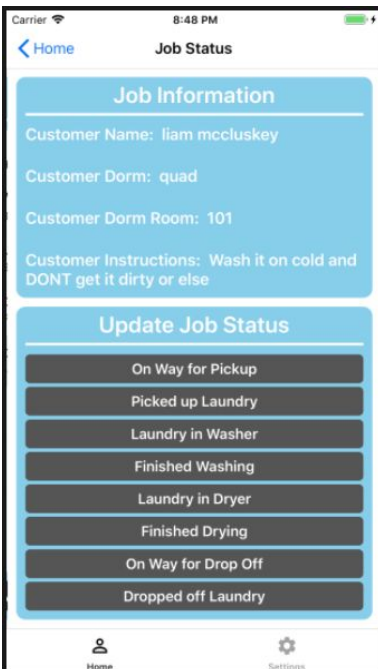 Carrier 8:48 PM
Home Job Status
Job Information
Customer Name: liam mccluskey
Customer Dorm: quad
Customer Dorm Room: 101
Customer Instructions: Wash it on cold and
DONT get it dirty or else
Update Job Status
On Way for Pickup
Picked up Laundry
Laundry in Washer
Finished Washing
Laundry in Dryer
Finished Drying
On Way for Drop Off
Dropped off Laundry
Home Settings